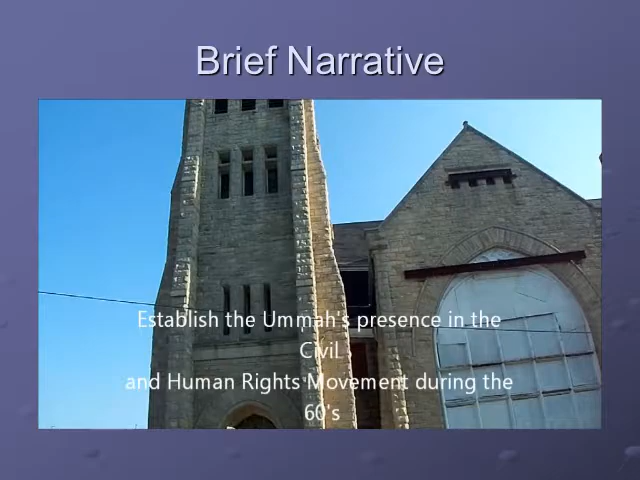 Brief Narrative
Establish the Ummah's presence in the
Civil
and Human Rights Movement during the
60's